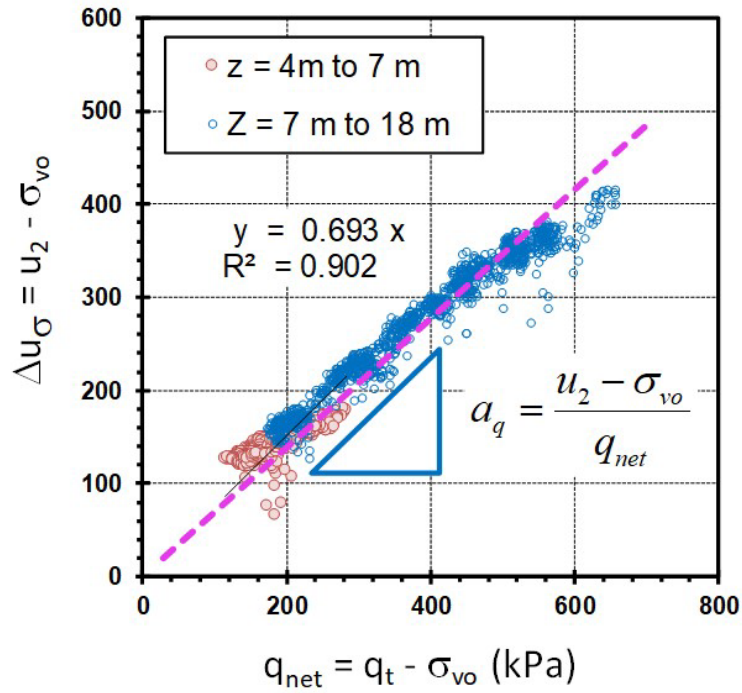 600
500
400
300
200
100
0
0 200 400 600 800
Δu_σ = u₂ - σ_vo
z = 4m to 7 m
Z = 7 m to 18 m
y = 0.693 x
R² = 0.902
a_q = (u₂ − σ_vo) / q_net
q_net = q_t - σ_vo (kPa)